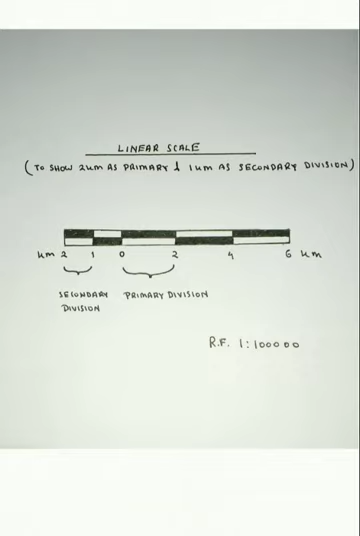 LINEAR SCALE
(TO SHOW 2km AS PRIMARY & 1km AS SECONDARY DIVISION)
km 2 1 0 2 4 6 km
SECONDARY DIVISION PRIMARY DIVISION
R.F. 1:100000